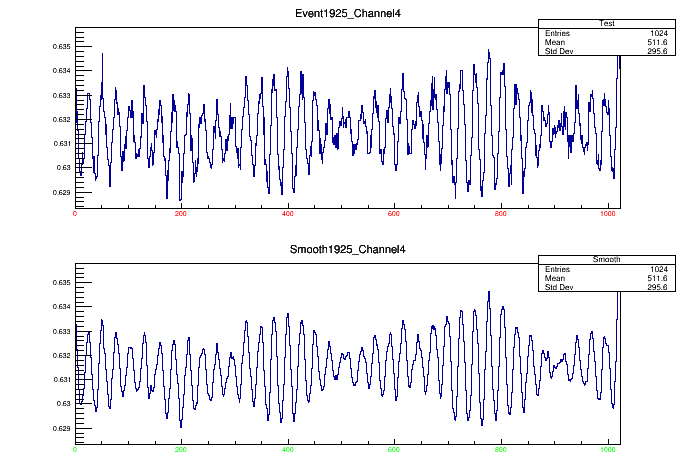 Event1925_Channel4
Test
Entries 1024
Mean 511.6
Std Dev 295.6
0.635
0.634
0.633
0.632
0.631
0.63
0.629
0 200 400 600 800 1000
Smooth1925_Channel4
Smooth
Entries 1024
Mean 511.6
Std Dev 295.6
0.635
0.634
0.633
0.632
0.631
0.63
0.629
0 200 400 600 800 1000